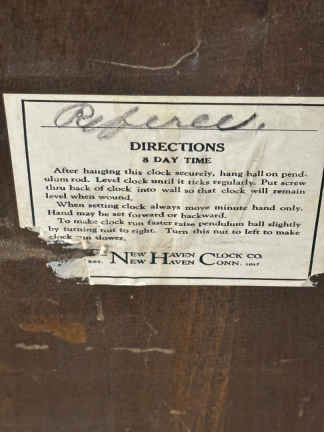 Referee.
DIRECTIONS
8 DAY TIME
After hanging this clock securely, hang ball on pend-
ulum rod. Level clock until it ticks regularly. Put screw
thru back of clock into wall so that clock will remain
level when wound.
When setting clock always move minute hand only.
Hand may be set forward or backward.
To make clock run faster raise pendulum ball slightly
by turning nut to right. Turn this nut to left to make
clock run slower.
NEW HAVEN CLOCK CO.
NEW HAVEN CONN.